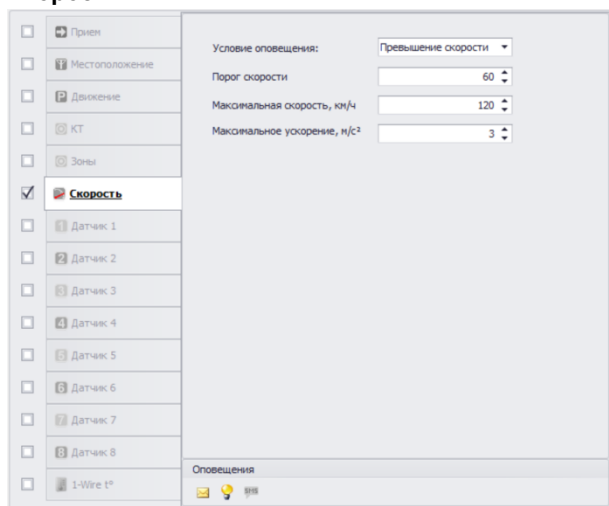 Прием
Местоположение
Движение
КТ
Зоны
Скорость
Датчик 1
Датчик 2
Датчик 3
Датчик 4
Датчик 5
Датчик 6
Датчик 7
Датчик 8
1-Wire t°
Условие оповещения: Превышение скорости
Порог скорости 60
Максимальная скорость, км/ч 120
Максимальное ускорение, м/с² 3
Оповещения
SMS